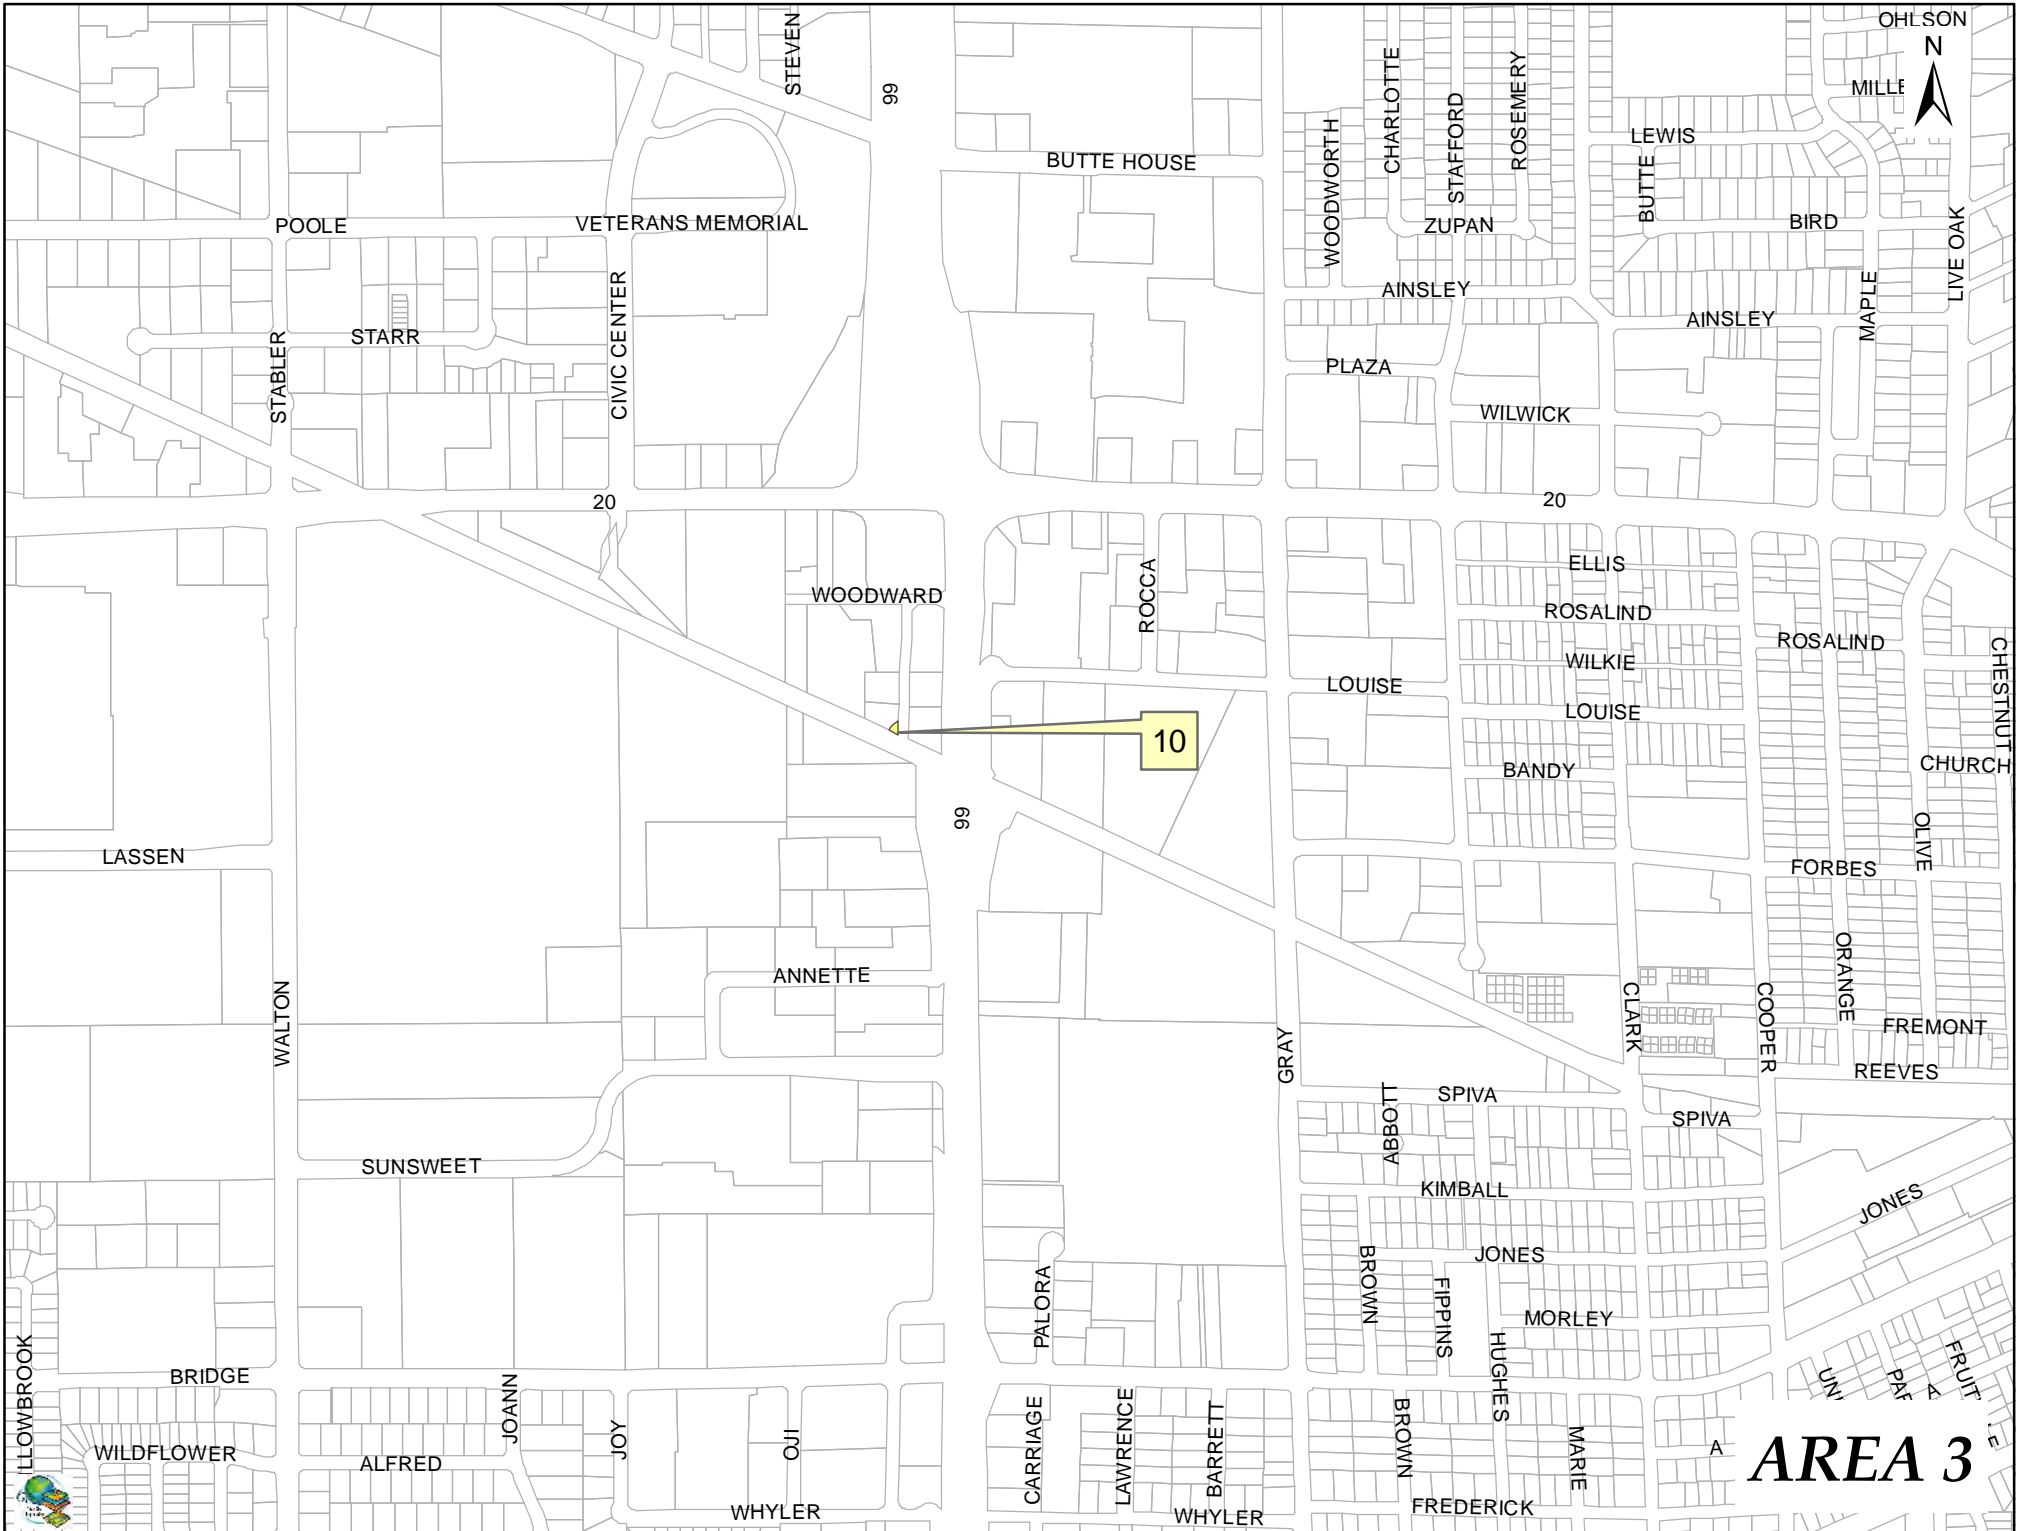 OHLSON
N
STEVEN
99
MILLE
CHARLOTTE
ROSEMERY
STAFFORD
WOODWORTH
LEWIS
BUTTE HOUSE
BUTTE
POOLE
VETERANS MEMORIAL
ZUPAN
BIRD
LIVE OAK
AINSLEY
CIVIC CENTER
MAPLE
AINSLEY
STARR
STABLER
PLAZA
WILWICK
20
20
ELLIS
WOODWARD
ROCCA
ROSALIND
ROSALIND
WILKIE
CHESTNUT
LOUISE
LOUISE
10
BANDY
CHURCH
99
OLIVE
LASSEN
FORBES
ORANGE
ANNETTE
WALTON
CLARK
COOPER
GRAY
FREMONT
REEVES
ABBOTT
SPIVA
SPIVA
SUNSWEET
KIMBALL
JONES
JONES
PALORA
BROWN
FIPPINS
MORLEY
HUGHES
FRUIT
UN
PAR
A
ILLOWBROOK
BRIDGE
JOANN
JOY
OJI
CARRIAGE
LAWRENCE
BARRETT
BROWN
MARIE
A
E
WILDFLOWER
ALFRED
AREA 3
WHYLER
WHYLER
FREDERICK